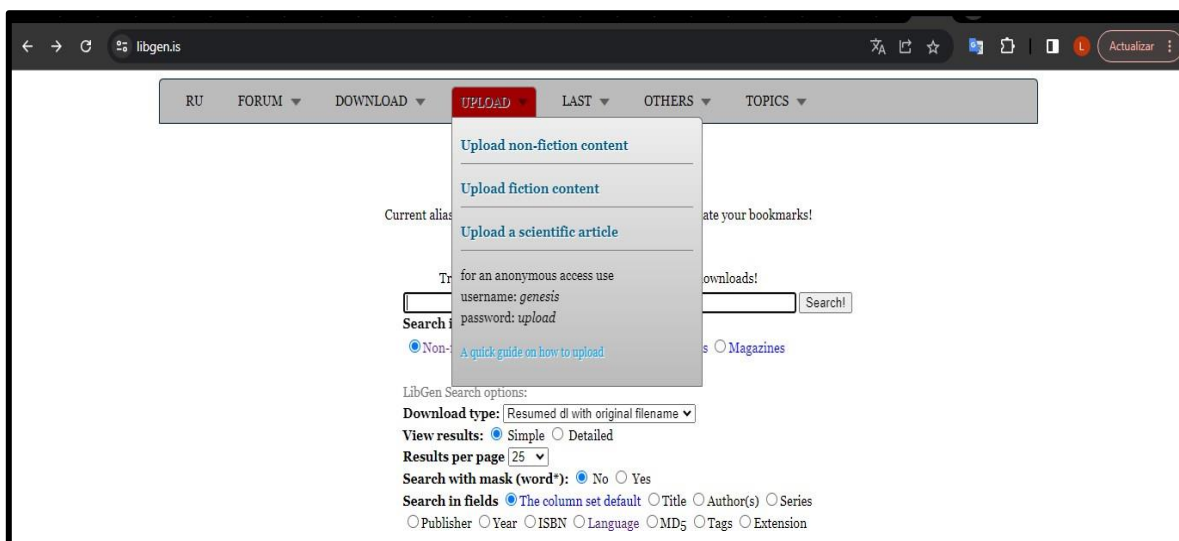 libgen.is
L
Actualizar
RU FORUM DOWNLOAD UPLOAD LAST OTHERS TOPICS
Upload non-fiction content
Upload fiction content
Current alias ate your bookmarks!
Upload a scientific article
for an anonymous access use
Tr ownloads!
username: genesis
Search!
password: upload
Search i
Non-f s Magazines
A quick guide on how to upload
LibGen Search options:
Download type: Resumed dl with original filename
View results: Simple Detailed
Results per page 25
Search with mask (word*): No Yes
Search in fields The column set default Title Author(s) Series
Publisher Year ISBN Language MD5 Tags Extension